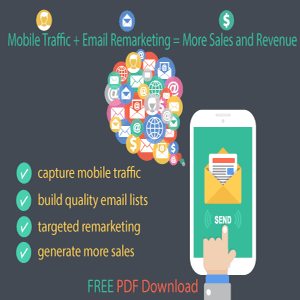 Mobile Traffic + Email Remarketing = More Sales and Revenue
capture mobile traffic
build quality email lists
targeted remarketing
generate more sales
SEND
FREE PDF Download